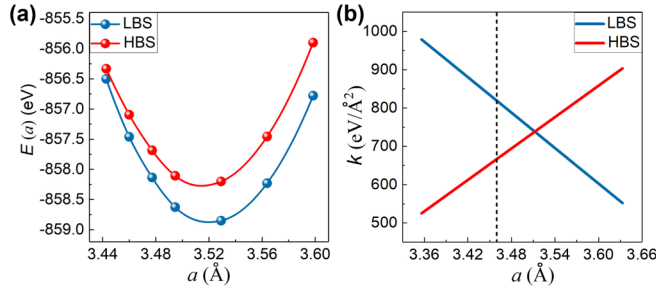 (a)
LBS
HBS
-855.5
-856.0
-856.5
-857.0
-857.5
-858.0
-858.5
-859.0
E (a) (eV)
3.44 3.48 3.52 3.56 3.60
a (Å)
(b)
LBS
HBS
1000
900
800
700
600
500
k (eV/Å²)
3.36 3.42 3.48 3.54 3.60 3.66
a (Å)